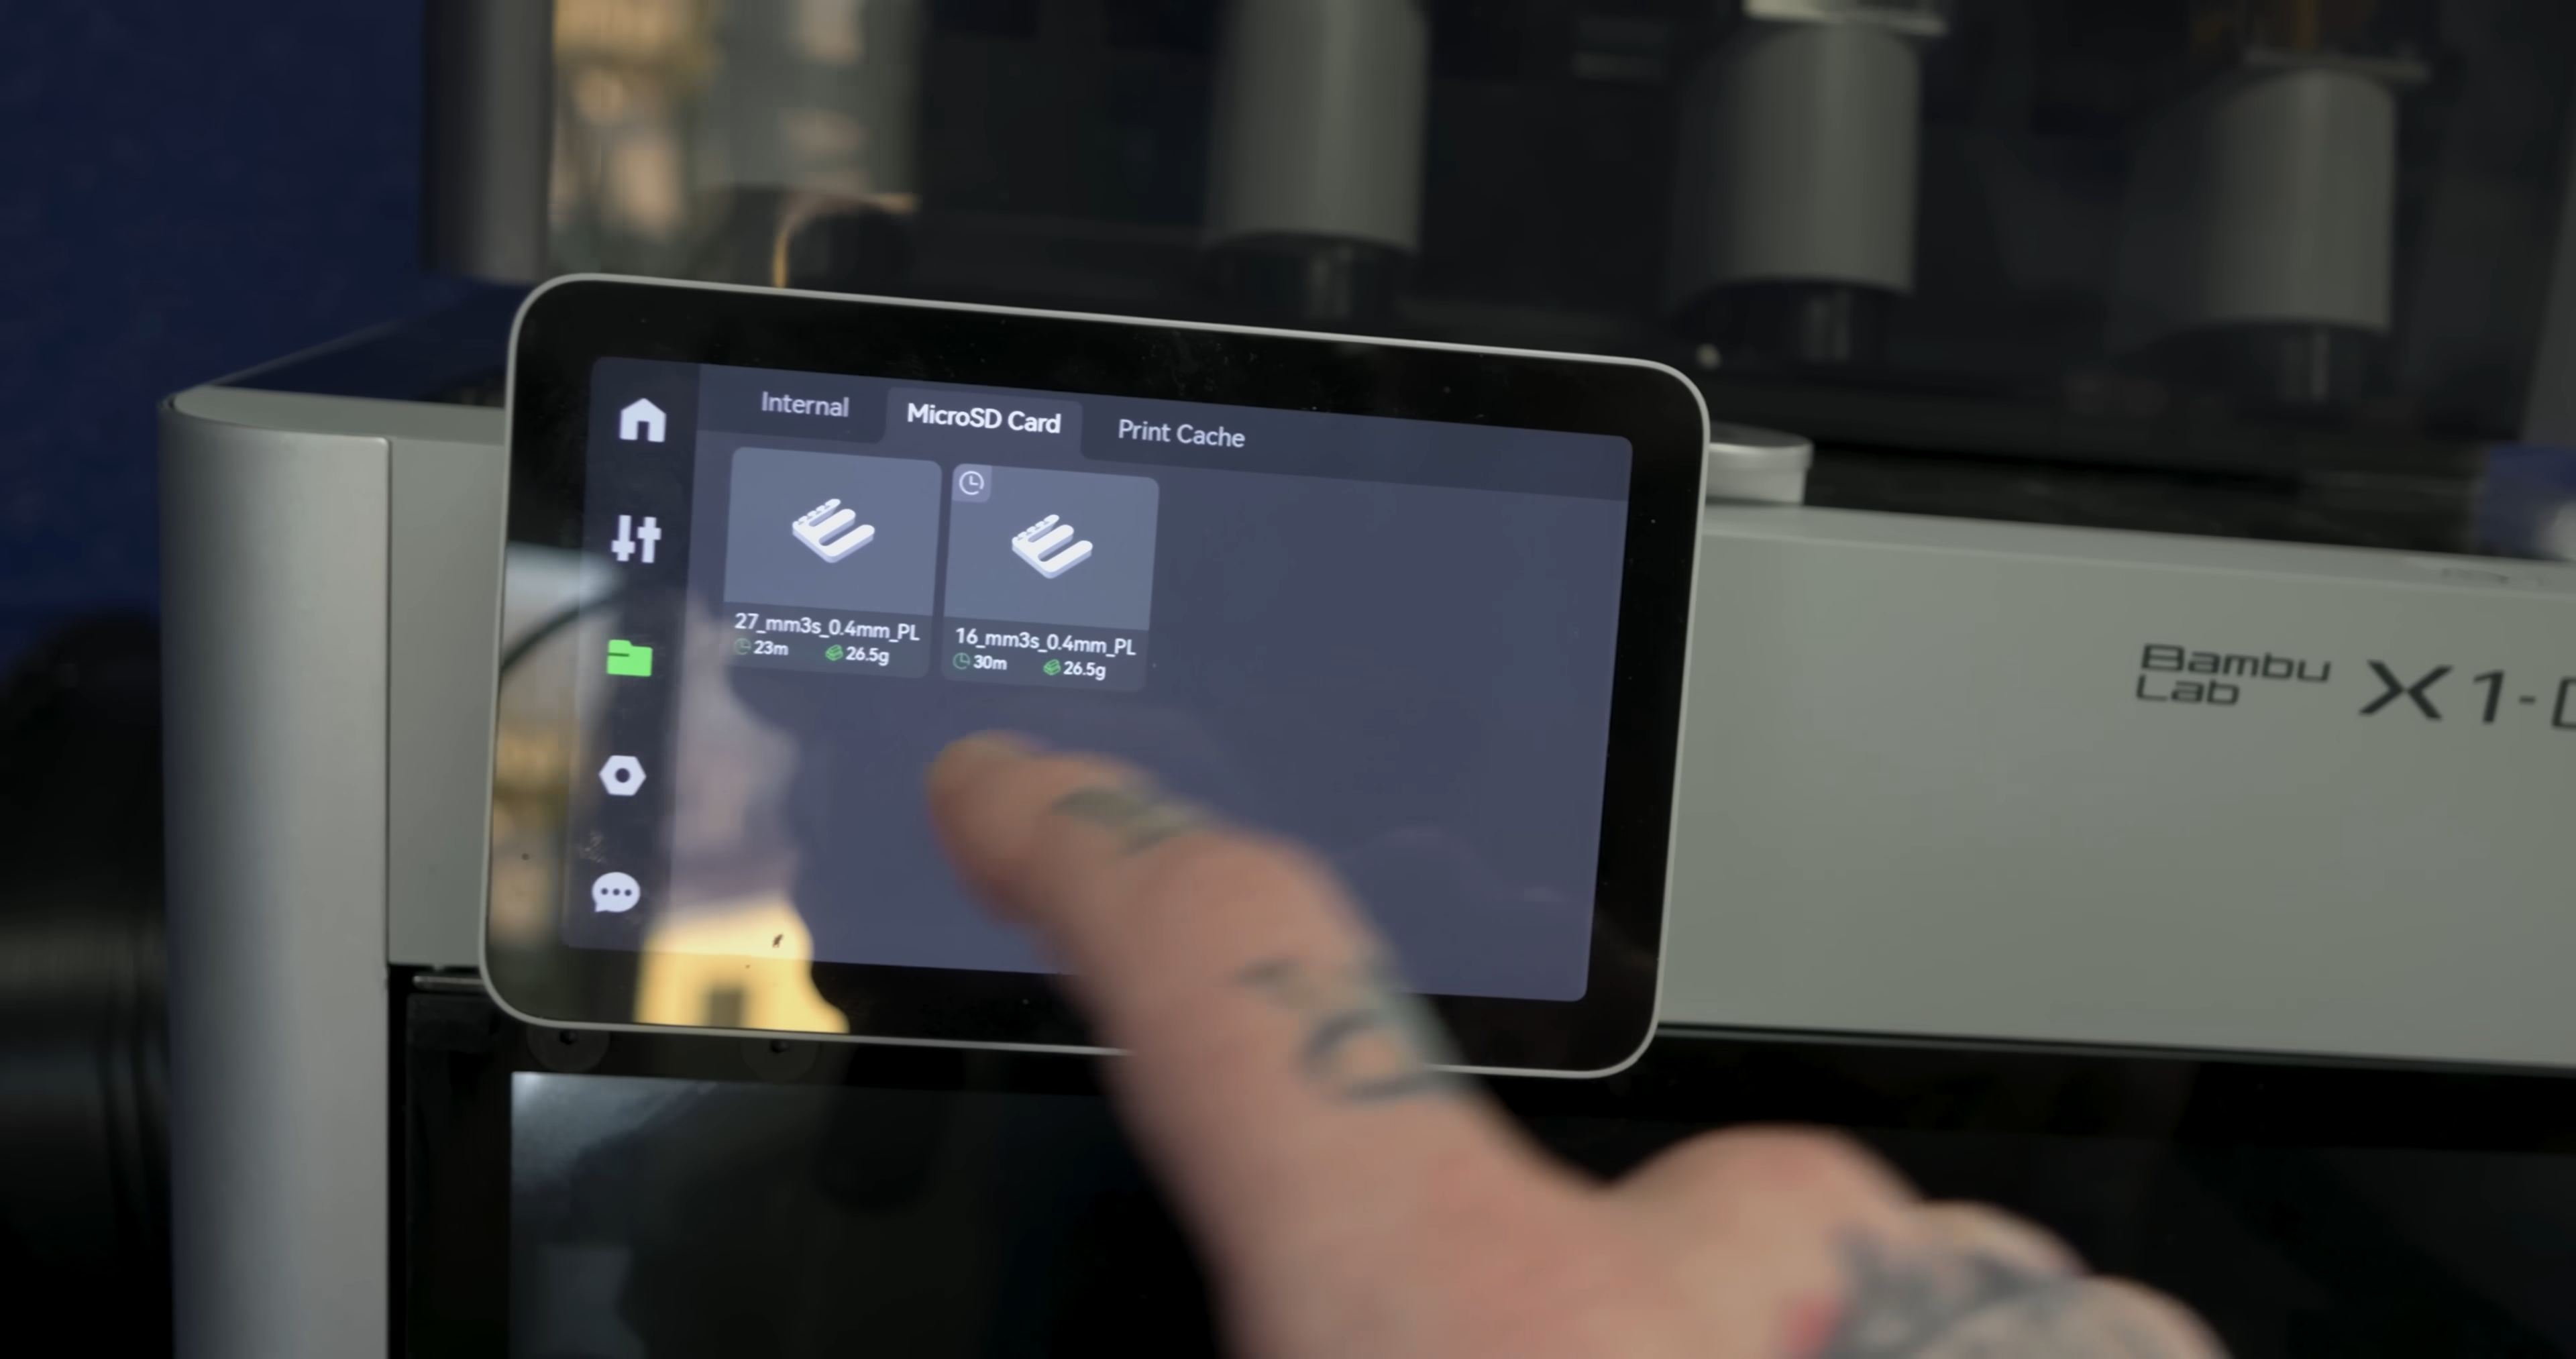 Internal
MicroSD Card
Print Cache
27_mm3s_0.4mm_PL
23m
26.5g
16_mm3s_0.4mm_PL
30m
26.5g
Bambu
Lab
X1-